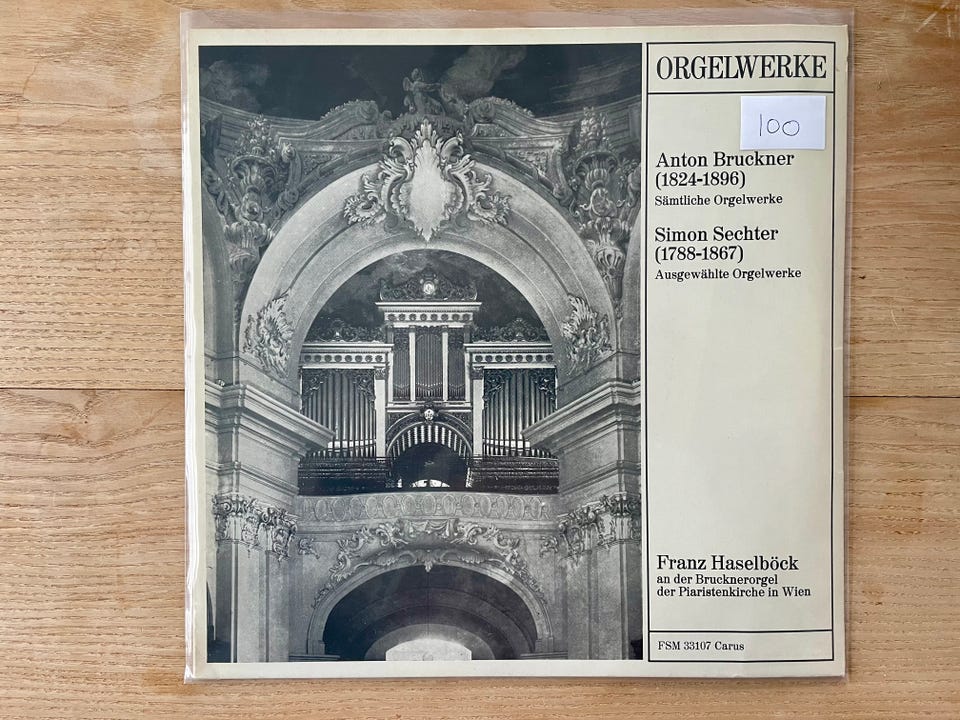 ORGELWERKE
100
Anton Bruckner
(1824-1896)
Sämtliche Orgelwerke
Simon Sechter
(1788-1867)
Ausgewählte Orgelwerke
Franz Haselböck
an der Brucknerorgel
der Piaristenkirche in Wien
FSM 33107 Carus